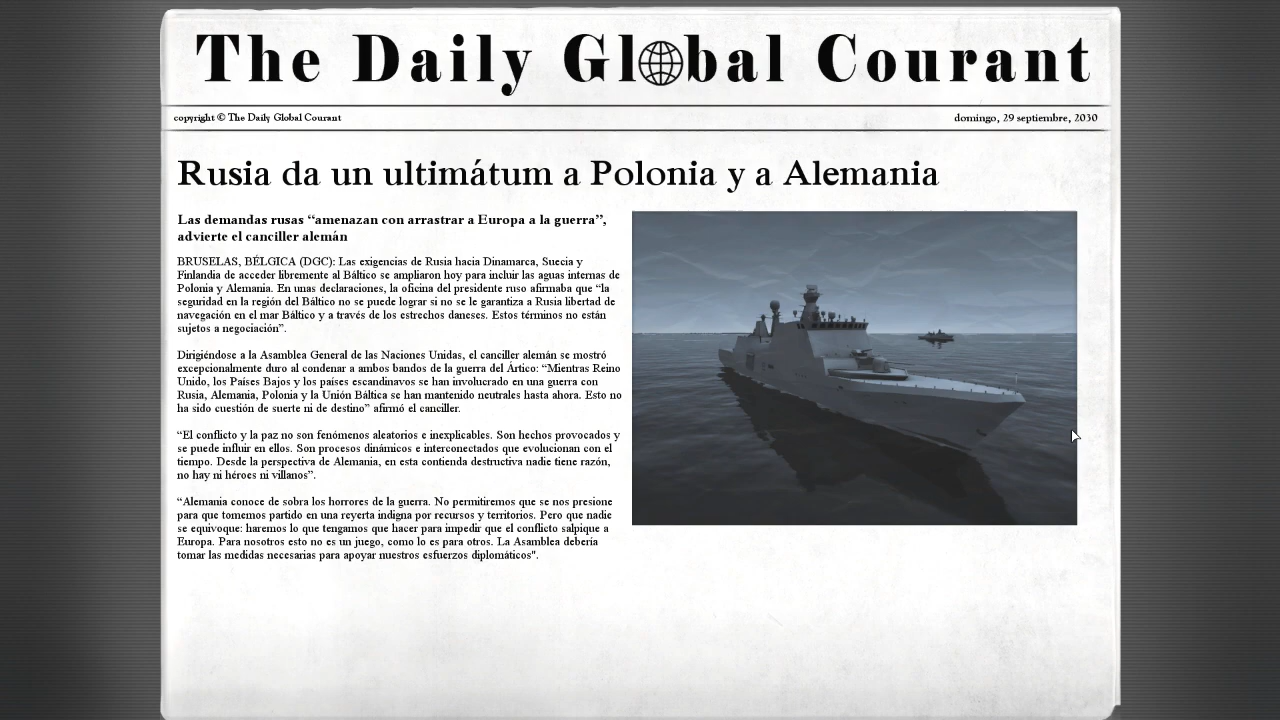 The Daily Global Courant
copyright © The Daily Global Courant
domingo, 29 septiembre, 2030
Rusia da un ultimátum a Polonia y a Alemania
Las demandas rusas “amenazan con arrastrar a Europa a la guerra”,
advierte el canciller alemán
BRUSELAS, BÉLGICA (DGC): Las exigencias de Rusia hacia Dinamarca, Suecia y
Finlandia de acceder libremente al Báltico se ampliaron hoy para incluir las aguas internas de
Polonia y Alemania. En unas declaraciones, la oficina del presidente ruso afirmaba que “la
seguridad en la región del Báltico no se puede lograr si no se le garantiza a Rusia libertad de
navegación en el mar Báltico y a través de los estrechos daneses. Estos términos no están
sujetos a negociación”.
Dirigiéndose a la Asamblea General de las Naciones Unidas, el canciller alemán se mostró
excepcionalmente duro al condenar a ambos bandos de la guerra del Ártico: “Mientras Reino
Unido, los Países Bajos y los países escandinavos se han involucrado en una guerra con
Rusia, Alemania, Polonia y la Unión Báltica se han mantenido neutrales hasta ahora. Esto no
ha sido cuestión de suerte ni de destino” afirmó el canciller.
“El conflicto y la paz no son fenómenos aleatorios e inexplicables. Son hechos provocados y
se puede influir en ellos. Son procesos dinámicos e interconectados que evolucionan con el
tiempo. Desde la perspectiva de Alemania, en esta contienda destructiva nadie tiene razón,
no hay ni héroes ni villanos”.
“Alemania conoce de sobra los horrores de la guerra. No permitiremos que se nos presione
para que tomemos partido en una reyerta indigna por recursos y territorios. Pero que nadie
se equivoque: haremos lo que tengamos que hacer para impedir que el conflicto salpique a
Europa. Para nosotros esto no es un juego, como lo es para otros. La Asamblea debería
tomar las medidas necesarias para apoyar nuestros esfuerzos diplomáticos".